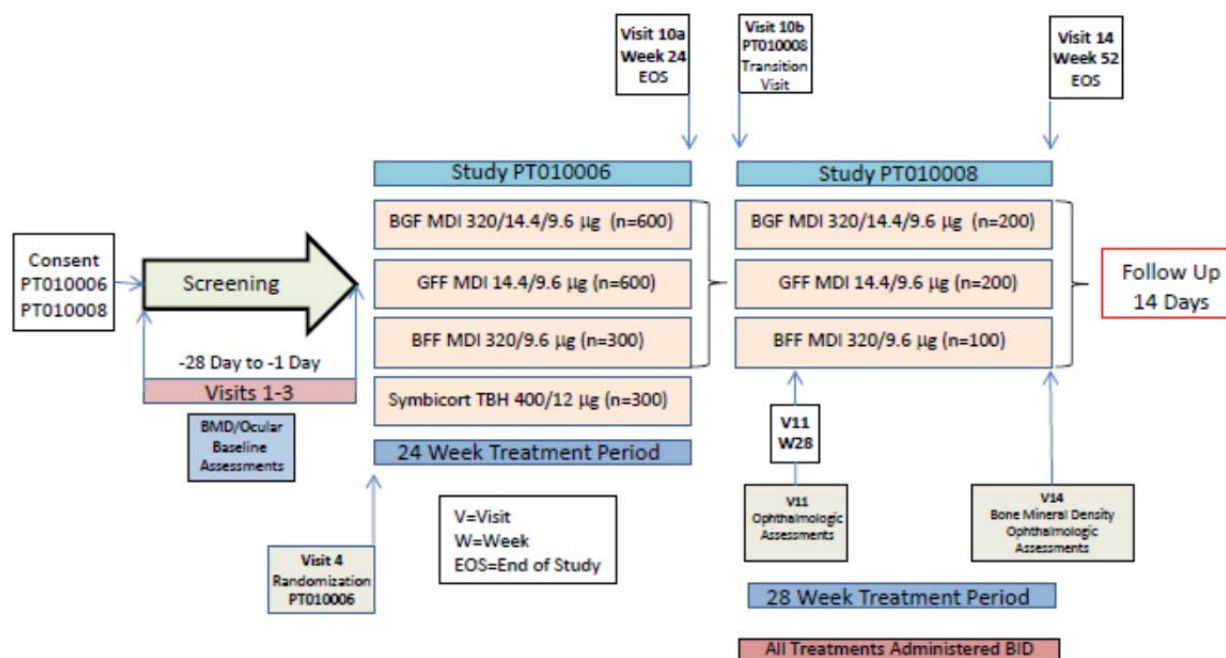 Visit 10a
Week 24
EOS
Visit 10b
PT010008
Transition
Visit
Visit 14
Week 52
EOS
Study PT010006
Study PT010008
Consent
PT010006
PT010008
Screening
-28 Day to -1 Day
Visits 1-3
BMD/Ocular
Baseline
Assessments
BGF MDI 320/14.4/9.6 µg (n=600)
GFF MDI 14.4/9.6 µg (n=600)
BFF MDI 320/9.6 µg (n=300)
Symbicort TBH 400/12 µg (n=300)
24 Week Treatment Period
BGF MDI 320/14.4/9.6 µg (n=200)
GFF MDI 14.4/9.6 µg (n=200)
BFF MDI 320/9.6 µg (n=100)
Follow Up
14 Days
V11
W28
Visit 4
Randomization
PT010006
V=Visit
W=Week
EOS=End of Study
V11
Ophthalmologic
Assessments
V14
Bone Mineral Density
Ophthalmologic
Assessments
28 Week Treatment Period
All Treatments Administered BID